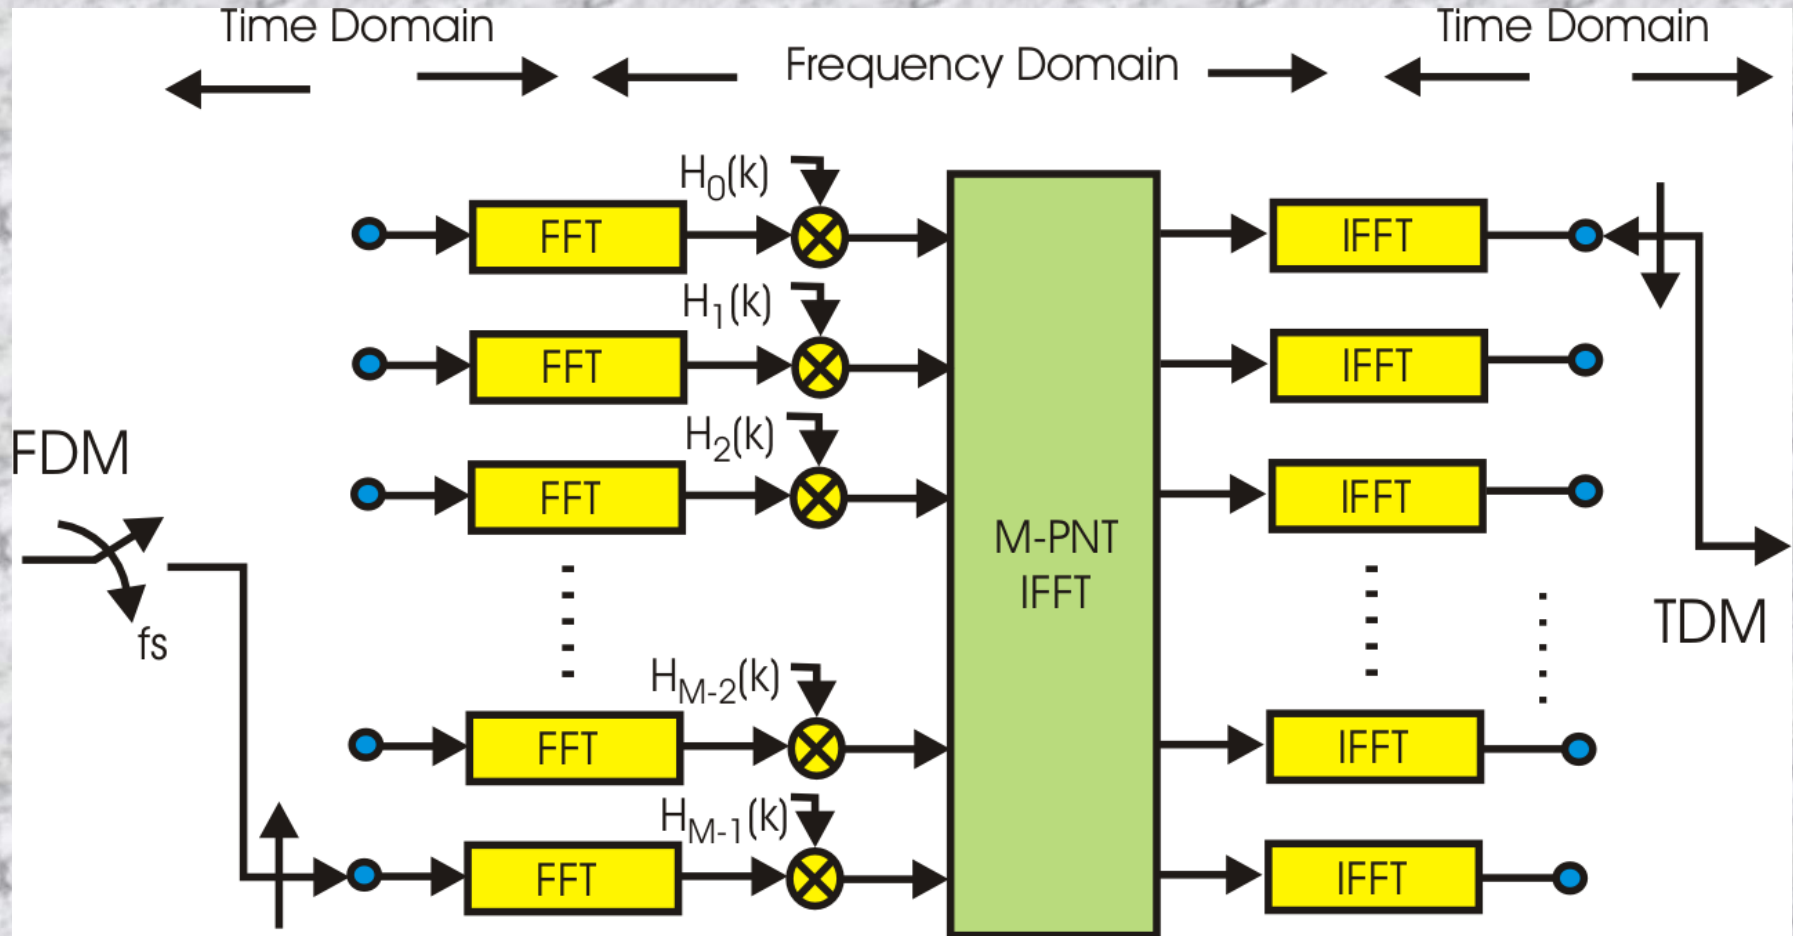 Time Domain
Frequency Domain
Time Domain
H0(k)
FFT
IFFT
H1(k)
FFT
IFFT
H2(k)
FDM
FFT
IFFT
M-PNT
IFFT
fs
TDM
HM-2(k)
FFT
IFFT
HM-1(k)
FFT
IFFT